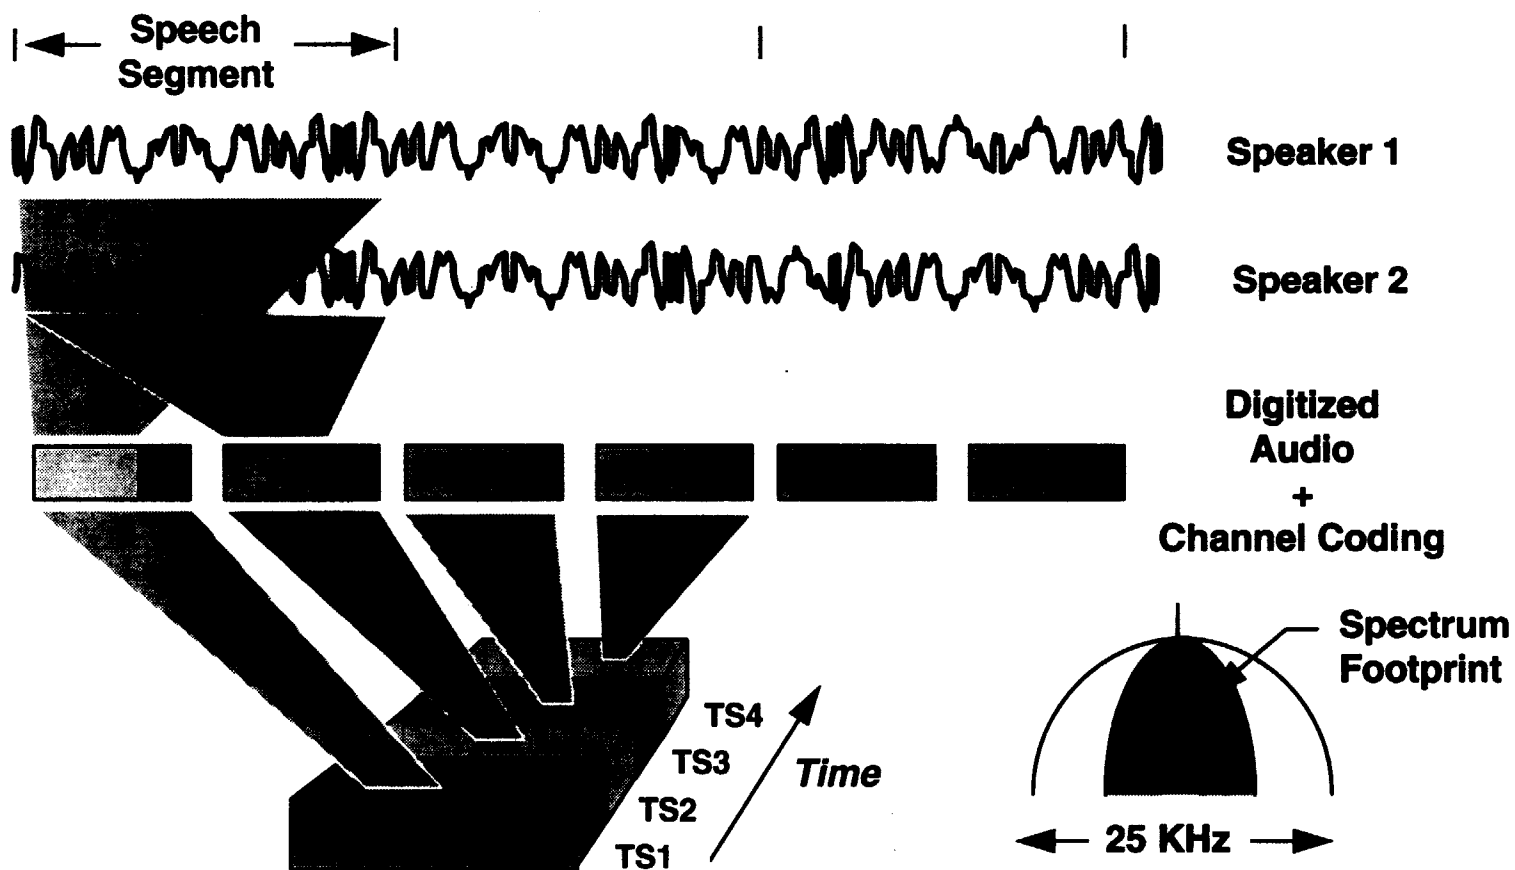 Speech
Segment
Speaker 1
Speaker 2
Digitized
Audio
+
Channel Coding
Spectrum
Footprint
TS4
TS3
Time
TS2
TS1
25 KHz